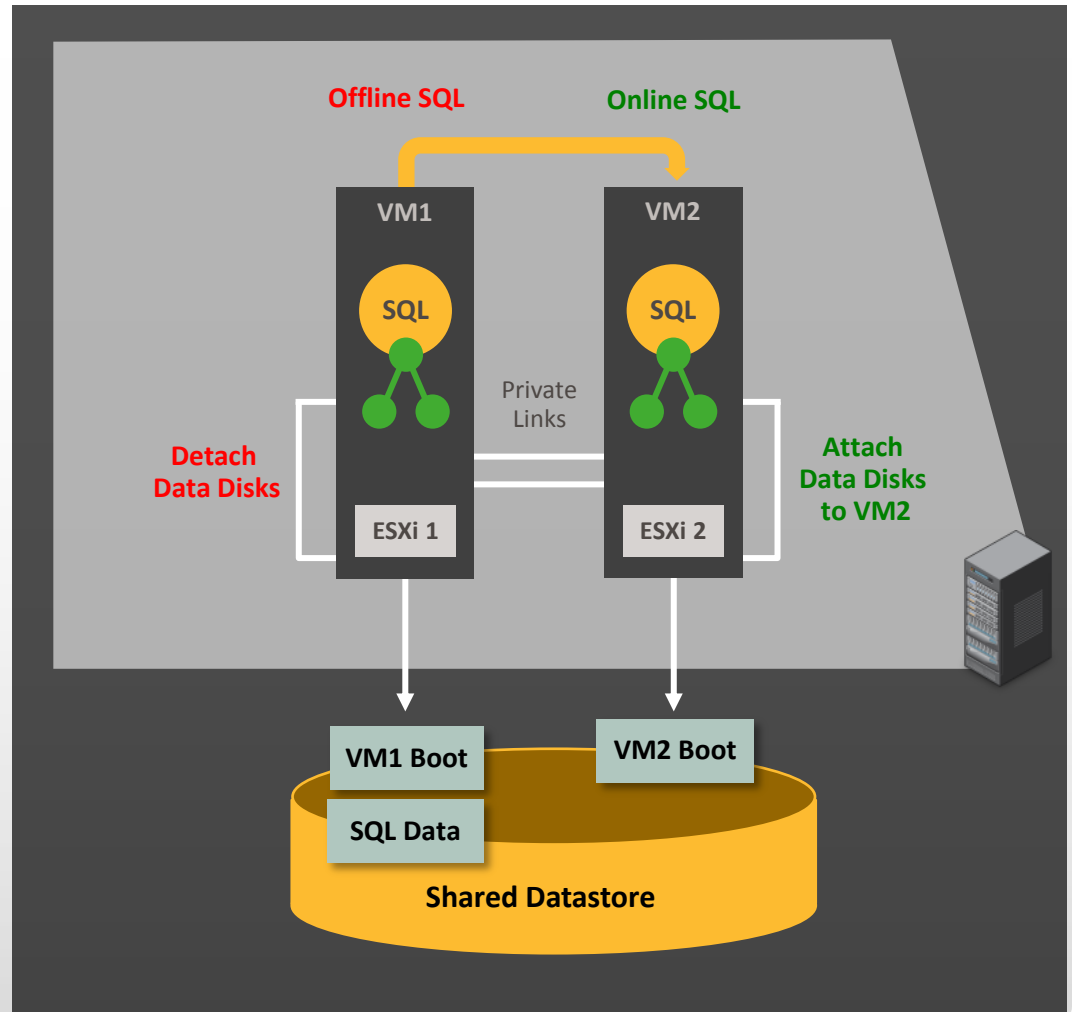 Offline SQL
Online SQL
VM1
VM2
SQL
SQL
Private
Links
Detach
Data Disks
Attach
Data Disks
to VM2
ESXi 1
ESXi 2
VM1 Boot
VM2 Boot
SQL Data
Shared Datastore